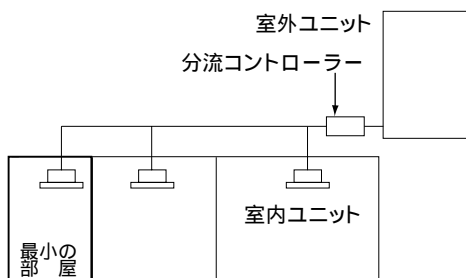 室外ユニット
分流コントローラー
室内ユニット
最小の
部　屋